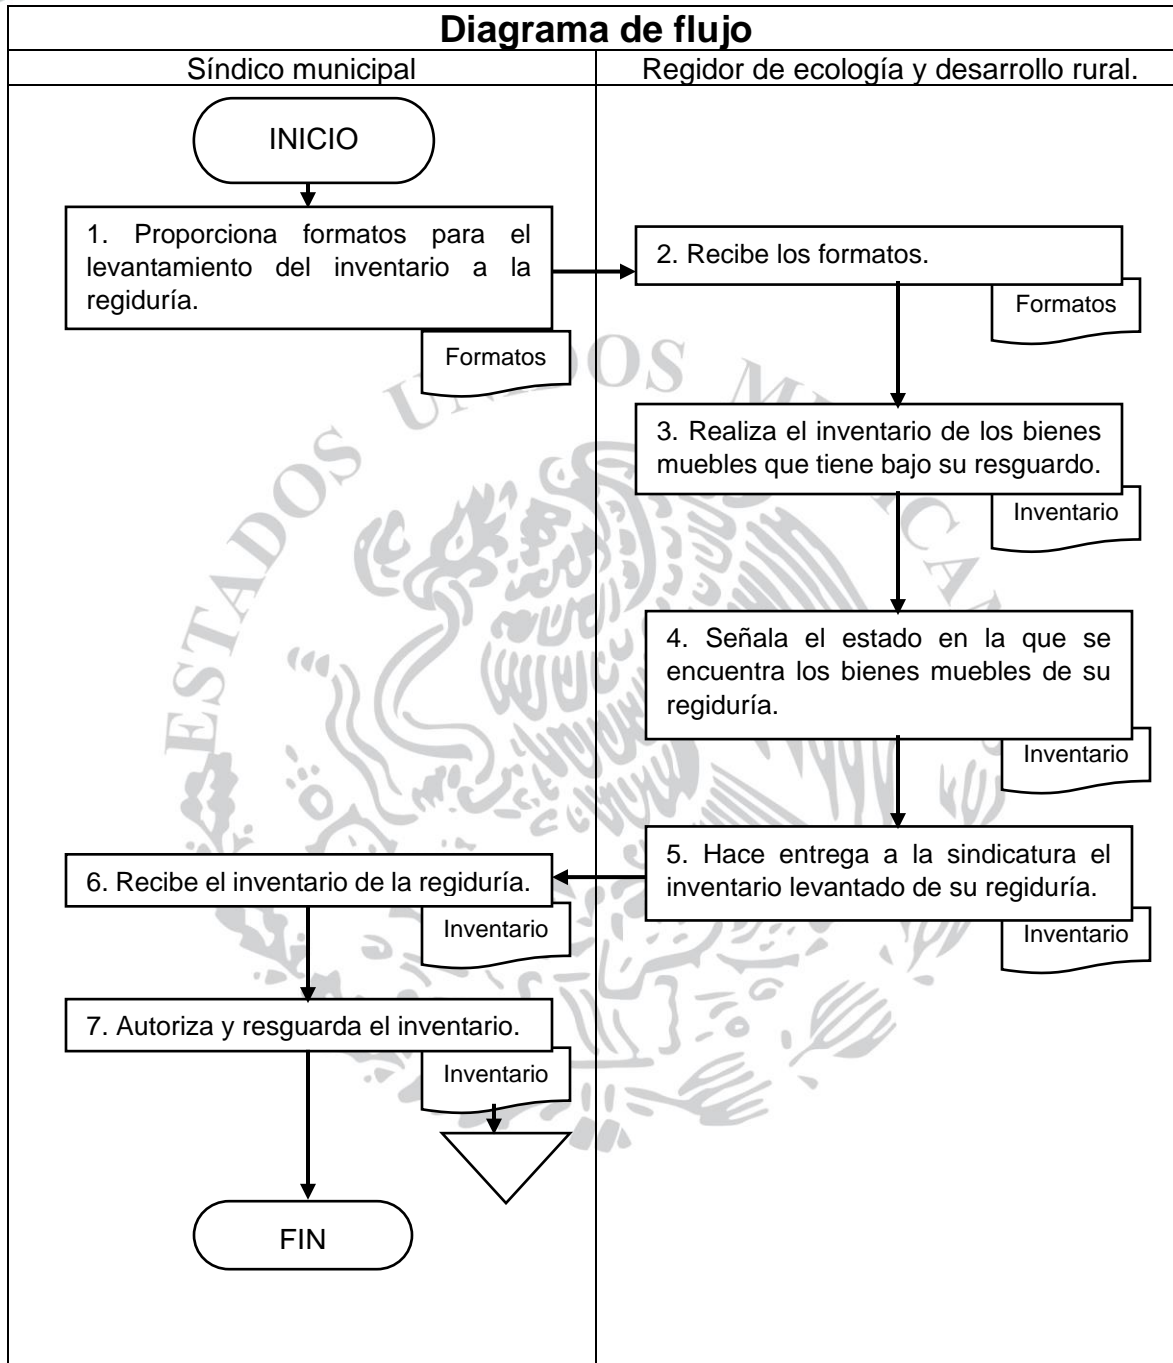 Diagrama de flujo
Síndico municipal
Regidor de ecología y desarrollo rural.
INICIO
1. Proporciona formatos para el
levantamiento del inventario a la
regiduría.
Formatos
2. Recibe los formatos.
Formatos
3. Realiza el inventario de los bienes
muebles que tiene bajo su resguardo.
Inventario
4. Señala el estado en la que se
encuentra los bienes muebles de su
regiduría.
Inventario
5. Hace entrega a la sindicatura el
inventario levantado de su regiduría.
Inventario
6. Recibe el inventario de la regiduría.
Inventario
7. Autoriza y resguarda el inventario.
Inventario
FIN
ESTADOS